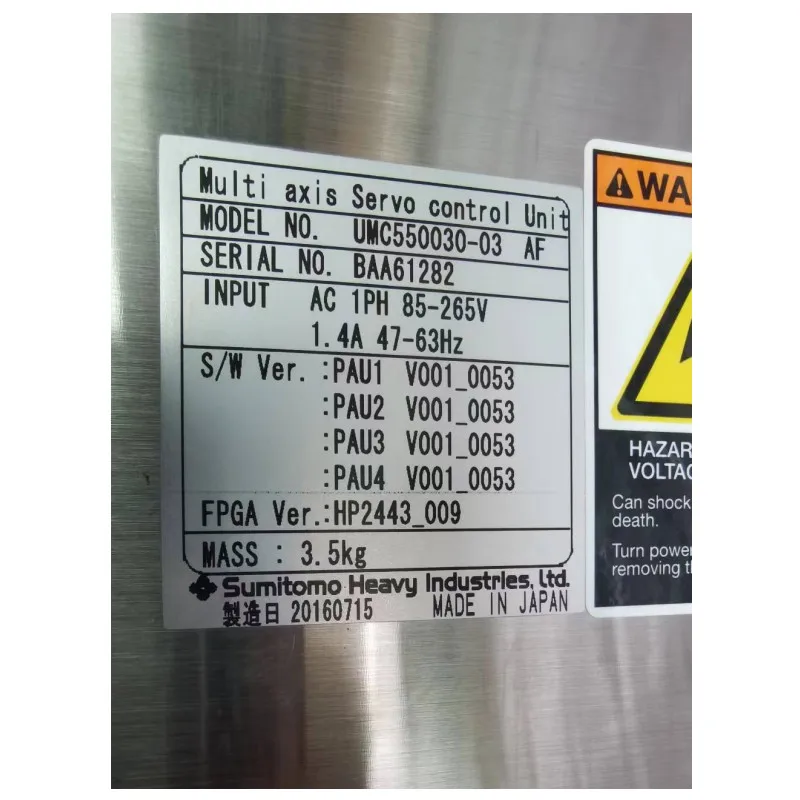 Multi axis Servo control Unit
MODEL NO. UMC550030-03 AF
SERIAL NO. BAA61282
INPUT AC 1PH 85-265V
1.4A 47-63Hz
S/W Ver. :PAU1 V001_0053
:PAU2 V001_0053
:PAU3 V001_0053
:PAU4 V001_0053
FPGA Ver.:HP2443_009
MASS : 3.5kg
Sumitomo Heavy Industries, Ltd.
製造日 20160715 MADE IN JAPAN
WA
HAZAR
VOLTAG
Can shock
death.
Turn power
removing th